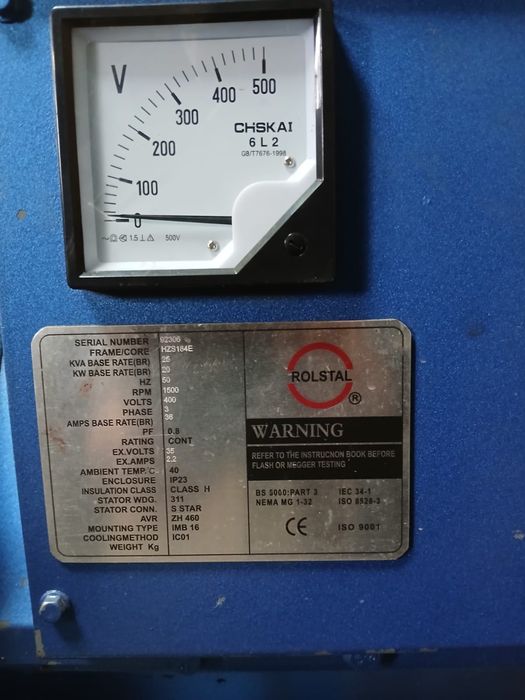 V
500
400
300
200
100
0
CHSKAI
6L2
GB/T7676-1998
1.5
500V
SERIAL NUMBER 92306
FRAME/CORE HZS184E
KVA BASE RATE(BR) 25
KW BASE RATE(BR) 20
HZ 50
RPM 1500
VOLTS 400
PHASE 3
AMPS BASE RATE(BR) 36
PF 0.8
RATING CONT
EX.VOLTS 35
EX.AMPS 2.2
AMBIENT TEMP.°C 40
ENCLOSURE IP23
INSULATION CLASS CLASS H
STATOR WDG. 311
STATOR CONN. S STAR
AVR ZH 460
MOUNTING TYPE IMB 16
COOLINGMETHOD IC01
WEIGHT Kg
ROLSTAL
®
WARNING
REFER TO THE INSTRUCNION BOOK BEFORE
FLASH OR MEGGER TESTING
BS 5000:PART 3 IEC 34-1
NEMA MG 1-32 ISO 8528-3
CE ISO 9001